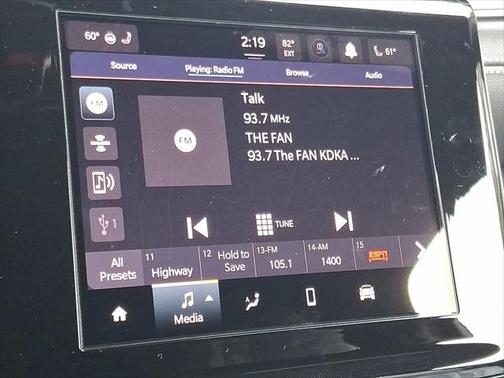 60°
2:19
82°
EXT
61°
Source
Playing: Radio FM
Browse
Audio
FM
FM
Talk
93.7 MHz
THE FAN
93.7 The FAN KDKA ...
1
TUNE
All
Presets
11
Highway
12
Hold to
Save
13-FM
105.1
14-AM
1400
15
ESPN
Media